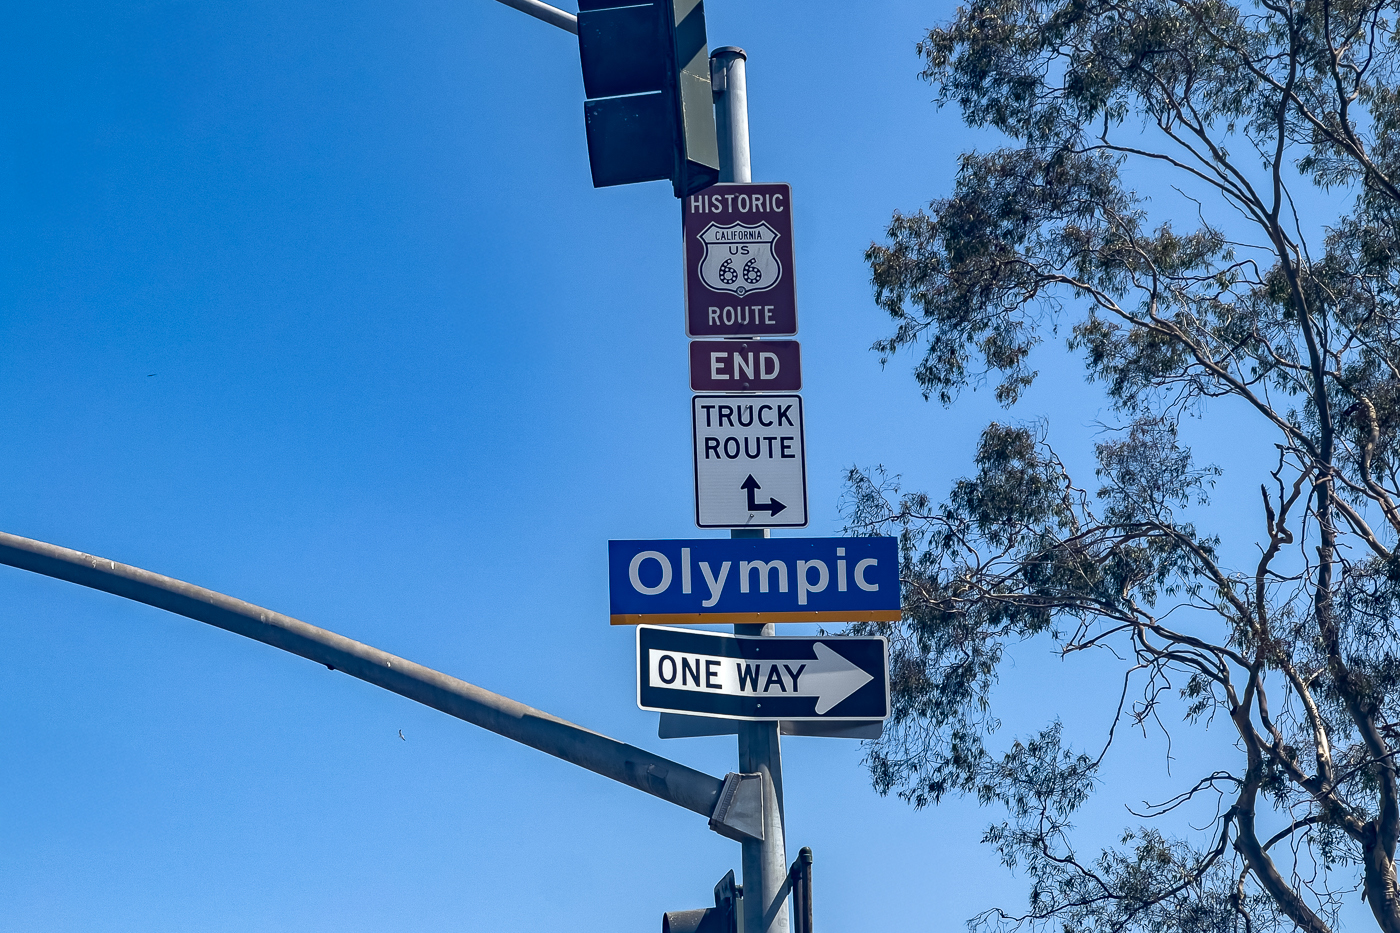 HISTORIC
CALIFORNIA
US
66
ROUTE
END
TRUCK
ROUTE
Olympic
ONE WAY